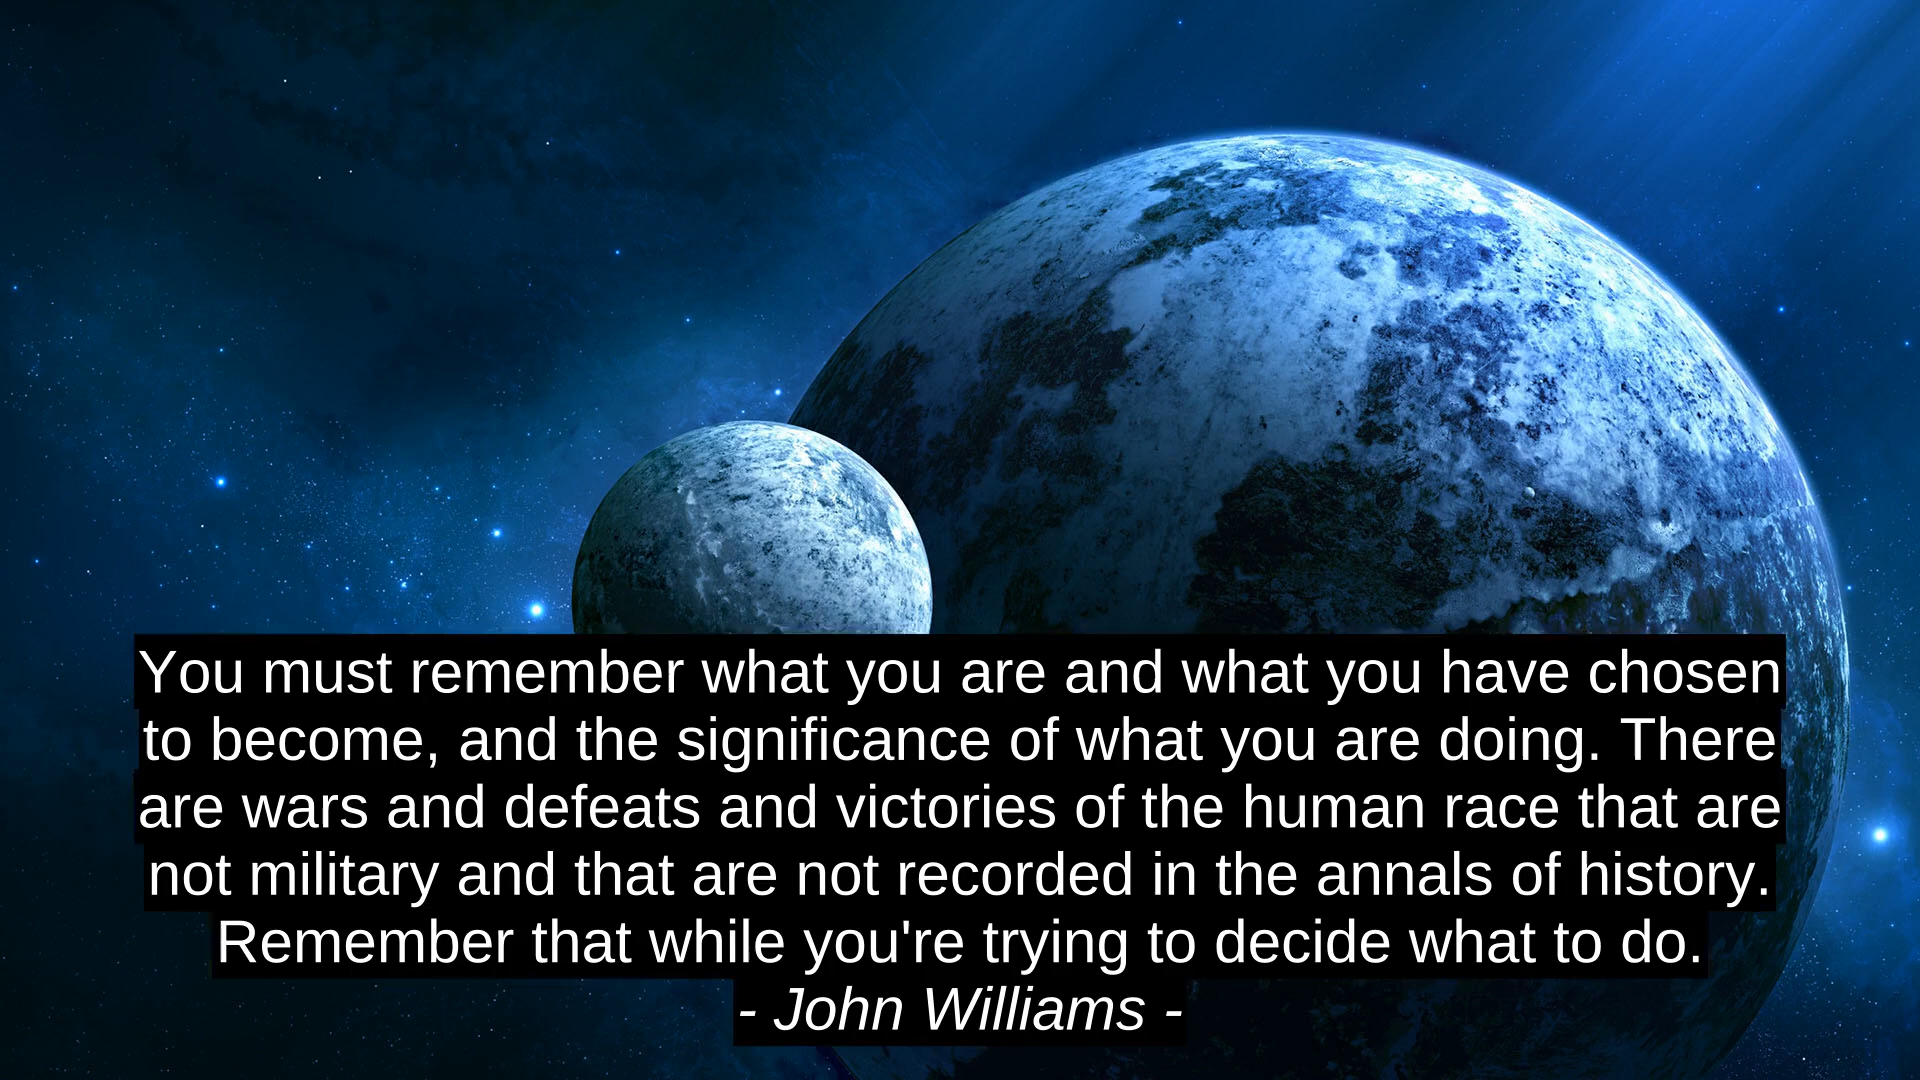 You must remember what you are and what you have chosen
to become, and the significance of what you are doing. There
are wars and defeats and victories of the human race that are
not military and that are not recorded in the annals of history.
Remember that while you're trying to decide what to do.
- John Williams -